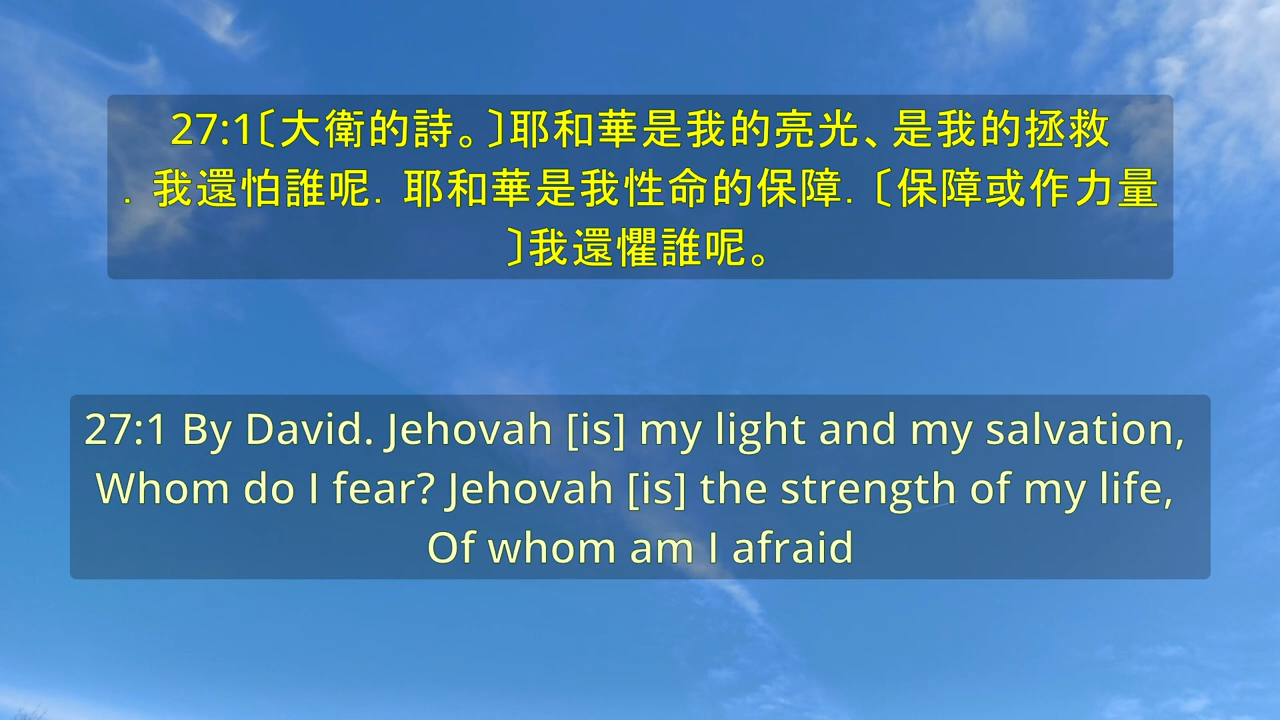 27:1〔大衛的詩。〕耶和華是我的亮光、是我的拯救
．我還怕誰呢．耶和華是我性命的保障．〔保障或作力量
〕我還懼誰呢。
27:1 By David. Jehovah [is] my light and my salvation,
Whom do I fear? Jehovah [is] the strength of my life,
Of whom am I afraid